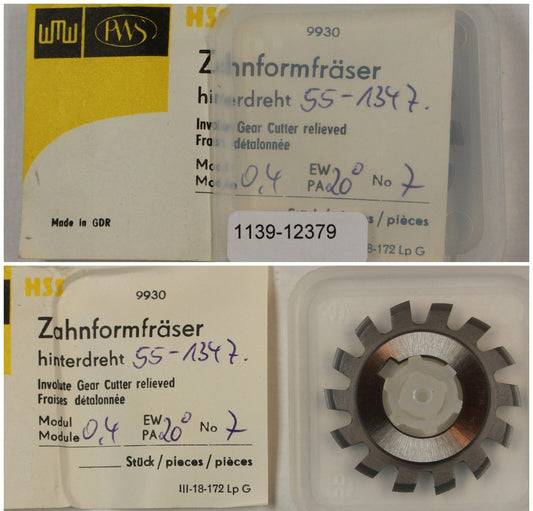 WMW PWS
HSS
9930
Zahnformfräser
hinterdreht 55-1347.
Involute Gear Cutter relieved
Fraises détalonnée
Modul
Module 0,4 EW PA 20° No 7
Made in GDR
s / pièces
1139-12379
18-172 Lp G
HSS
9930
Zahnformfräser
hinterdreht 55-1347.
Involute Gear Cutter relieved
Fraises détalonnée
Modul
Module 0,4 EW PA 20° No 7
Stück / pieces / pièces
III-18-172 Lp G